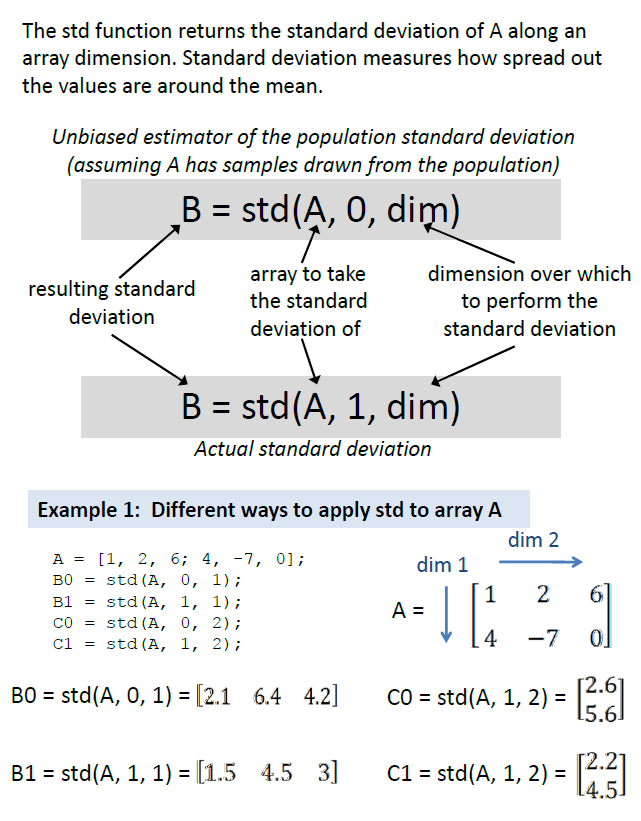 The std function returns the standard deviation of A along an
array dimension. Standard deviation measures how spread out
the values are around the mean.
Unbiased estimator of the population standard deviation
(assuming A has samples drawn from the population)
B = std(A, 0, dim)
resulting standard
deviation
array to take
the standard
deviation of
dimension over which
to perform the
standard deviation
B = std(A, 1, dim)
Actual standard deviation
Example 1:  Different ways to apply std to array A
A = [1, 2, 6; 4, -7, 0];
B0 = std(A, 0, 1);
B1 = std(A, 1, 1);
C0 = std(A, 0, 2);
C1 = std(A, 1, 2);
dim 2
dim 1
A =
1 2 6
4 −7 0
B0 = std(A, 0, 1) = [2.1 6.4 4.2]
C0 = std(A, 1, 2) =
2.6
5.6
B1 = std(A, 1, 1) = [1.5 4.5 3]
C1 = std(A, 1, 2) =
2.2
4.5